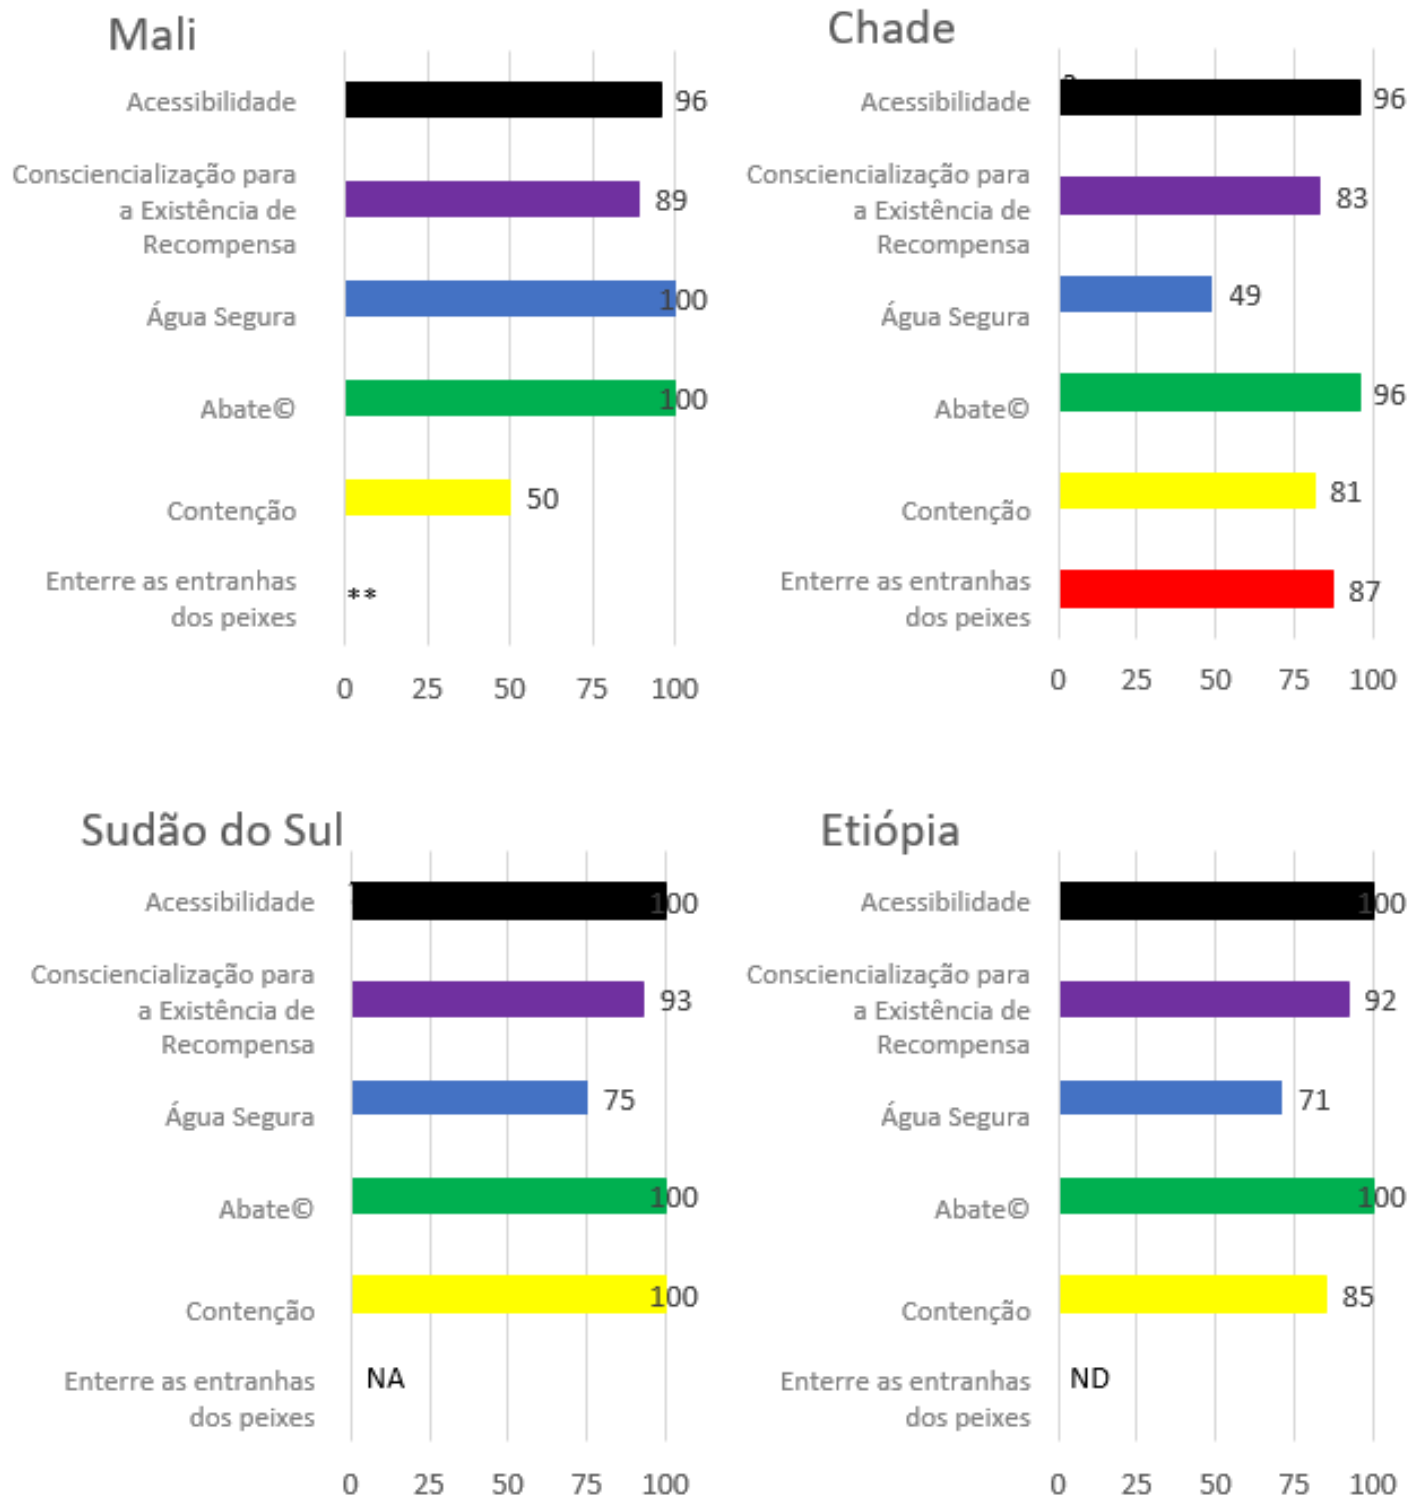 Mali
Acessibilidade
96
Consciencialização para
a Existência de
Recompensa
89
Água Segura
100
Abate©
100
Contenção
50
Enterre as entranhas
dos peixes
**
0 25 50 75 100
Chade
Acessibilidade
96
Consciencialização para
a Existência de
Recompensa
83
Água Segura
49
Abate©
96
Contenção
81
Enterre as entranhas
dos peixes
87
0 25 50 75 100
Sudão do Sul
Acessibilidade
100
Consciencialização para
a Existência de
Recompensa
93
Água Segura
75
Abate©
100
Contenção
100
Enterre as entranhas
dos peixes
NA
0 25 50 75 100
Etiópia
Acessibilidade
100
Consciencialização para
a Existência de
Recompensa
92
Água Segura
71
Abate©
100
Contenção
85
Enterre as entranhas
dos peixes
ND
0 25 50 75 100